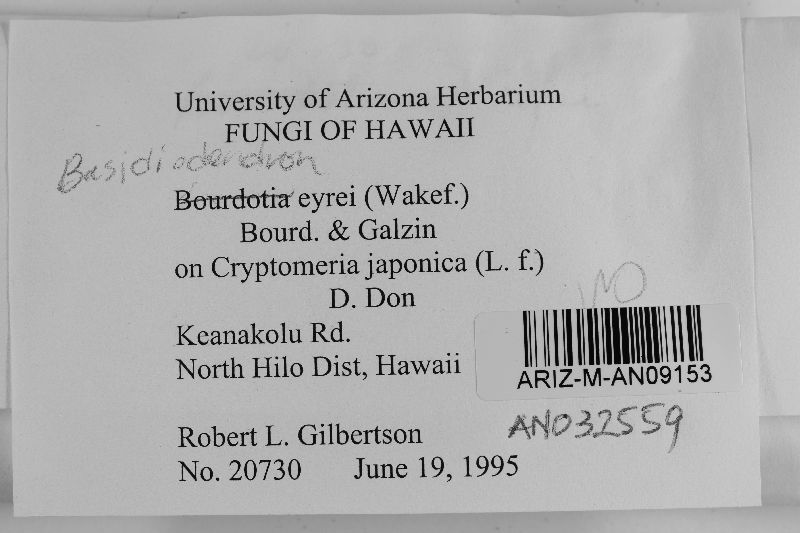 University of Arizona Herbarium
FUNGI OF HAWAII
Basidiodendron
Bourdotia eyrei (Wakef.)
Bourd. & Galzin
on Cryptomeria japonica (L. f.)
D. Don
Keanakolu Rd.
North Hilo Dist, Hawaii
ARIZ-M-AN09153
AN032559
Robert L. Gilbertson
No. 20730 June 19, 1995